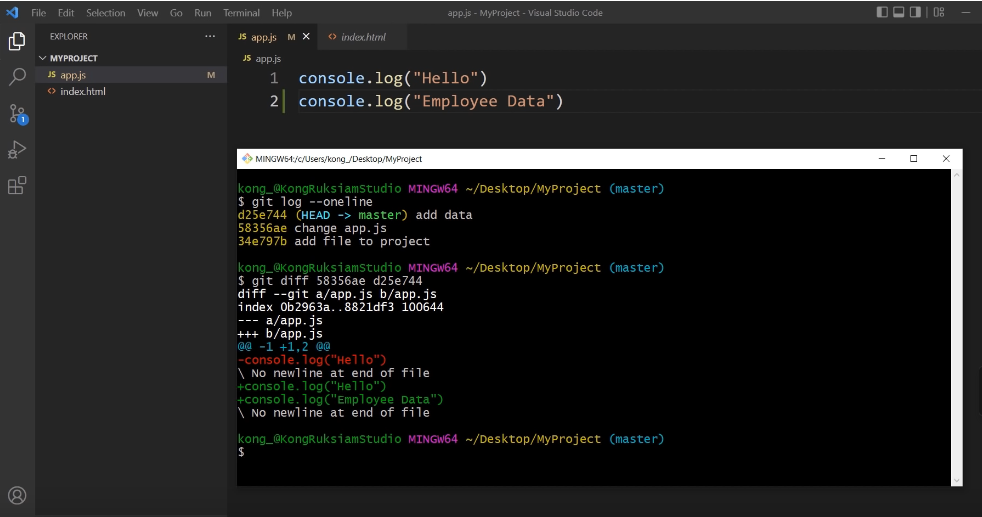 File Edit Selection View Go Run Terminal Help app.js - MyProject - Visual Studio Code
EXPLORER ···
MYPROJECT
JS app.js M
<> index.html
1
JS app.js M
<> index.html
JS app.js
1 console.log("Hello")
2 console.log("Employee Data")
MINGW64:/c/Users/kong_/Desktop/MyProject
kong_@KongRuksiamStudio MINGW64 ~/Desktop/MyProject (master)
$ git log --oneline
d25e744 (HEAD -> master) add data
58356ae change app.js
34e797b add file to project
kong_@KongRuksiamStudio MINGW64 ~/Desktop/MyProject (master)
$ git diff 58356ae d25e744
diff --git a/app.js b/app.js
index 0b2963a..8821df3 100644
--- a/app.js
+++ b/app.js
@@ -1 +1,2 @@
-console.log("Hello")
\ No newline at end of file
+console.log("Hello")
+console.log("Employee Data")
\ No newline at end of file
kong_@KongRuksiamStudio MINGW64 ~/Desktop/MyProject (master)
$